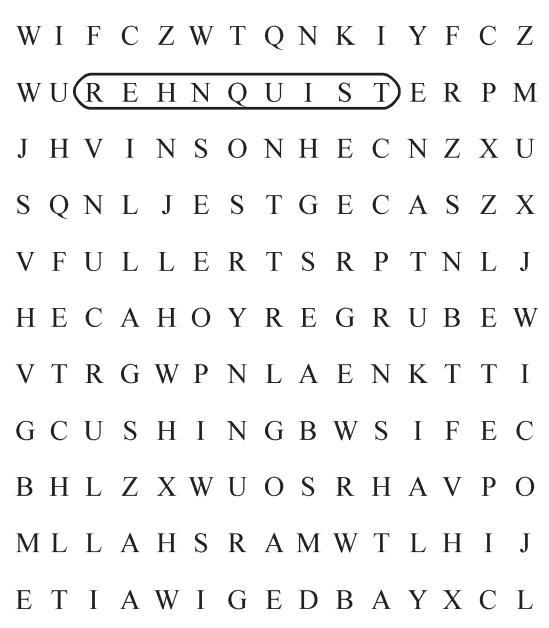 W I F C Z W T Q N K I Y F C Z
W U R E H N Q U I S T E R P M
J H V I N S O N H E C N Z X U
S Q N L J E S T G E C A S Z X
V F U L L E R T S R P T N L J
H E C A H O Y R E G R U B E W
V T R G W P N L A E N K T T I
G C U S H I N G B W S I F E C
B H L Z X W U O S R H A V P O
M L L A H S R A M W T L H I J
E T I A W I G E D B A Y X C L